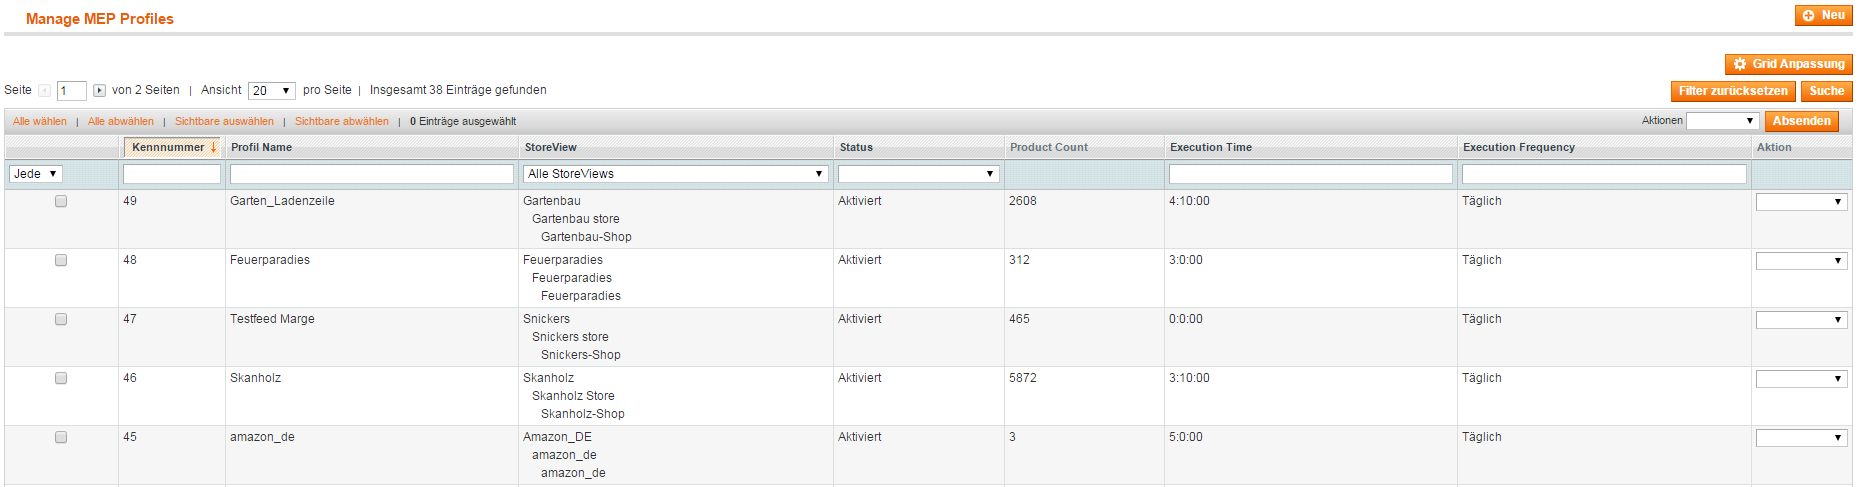 Manage MEP Profiles
Neu
Grid Anpassung
Seite 1 von 2 Seiten | Ansicht 20 pro Seite | Insgesamt 38 Einträge gefunden
Filter zurücksetzen Suche
Alle wählen | Alle abwählen | Sichtbare auswählen | Sichtbare abwählen | 0 Einträge ausgewählt Aktionen Absenden
Kennnummer Profil Name StoreView Status Product Count Execution Time Execution Frequency Aktion
Jede Alle StoreViews
49 Garten_Ladenzeile Gartenbau Aktiviert 2608 4:10:00 Täglich
Gartenbau store
Gartenbau-Shop
48 Feuerparadies Feuerparadies Aktiviert 312 3:0:00 Täglich
Feuerparadies
Feuerparadies
47 Testfeed Marge Snickers Aktiviert 465 0:0:00 Täglich
Snickers store
Snickers-Shop
46 Skanholz Skanholz Aktiviert 5872 3:10:00 Täglich
Skanholz Store
Skanholz-Shop
45 amazon_de Amazon_DE Aktiviert 3 5:0:00 Täglich
amazon_de
amazon_de